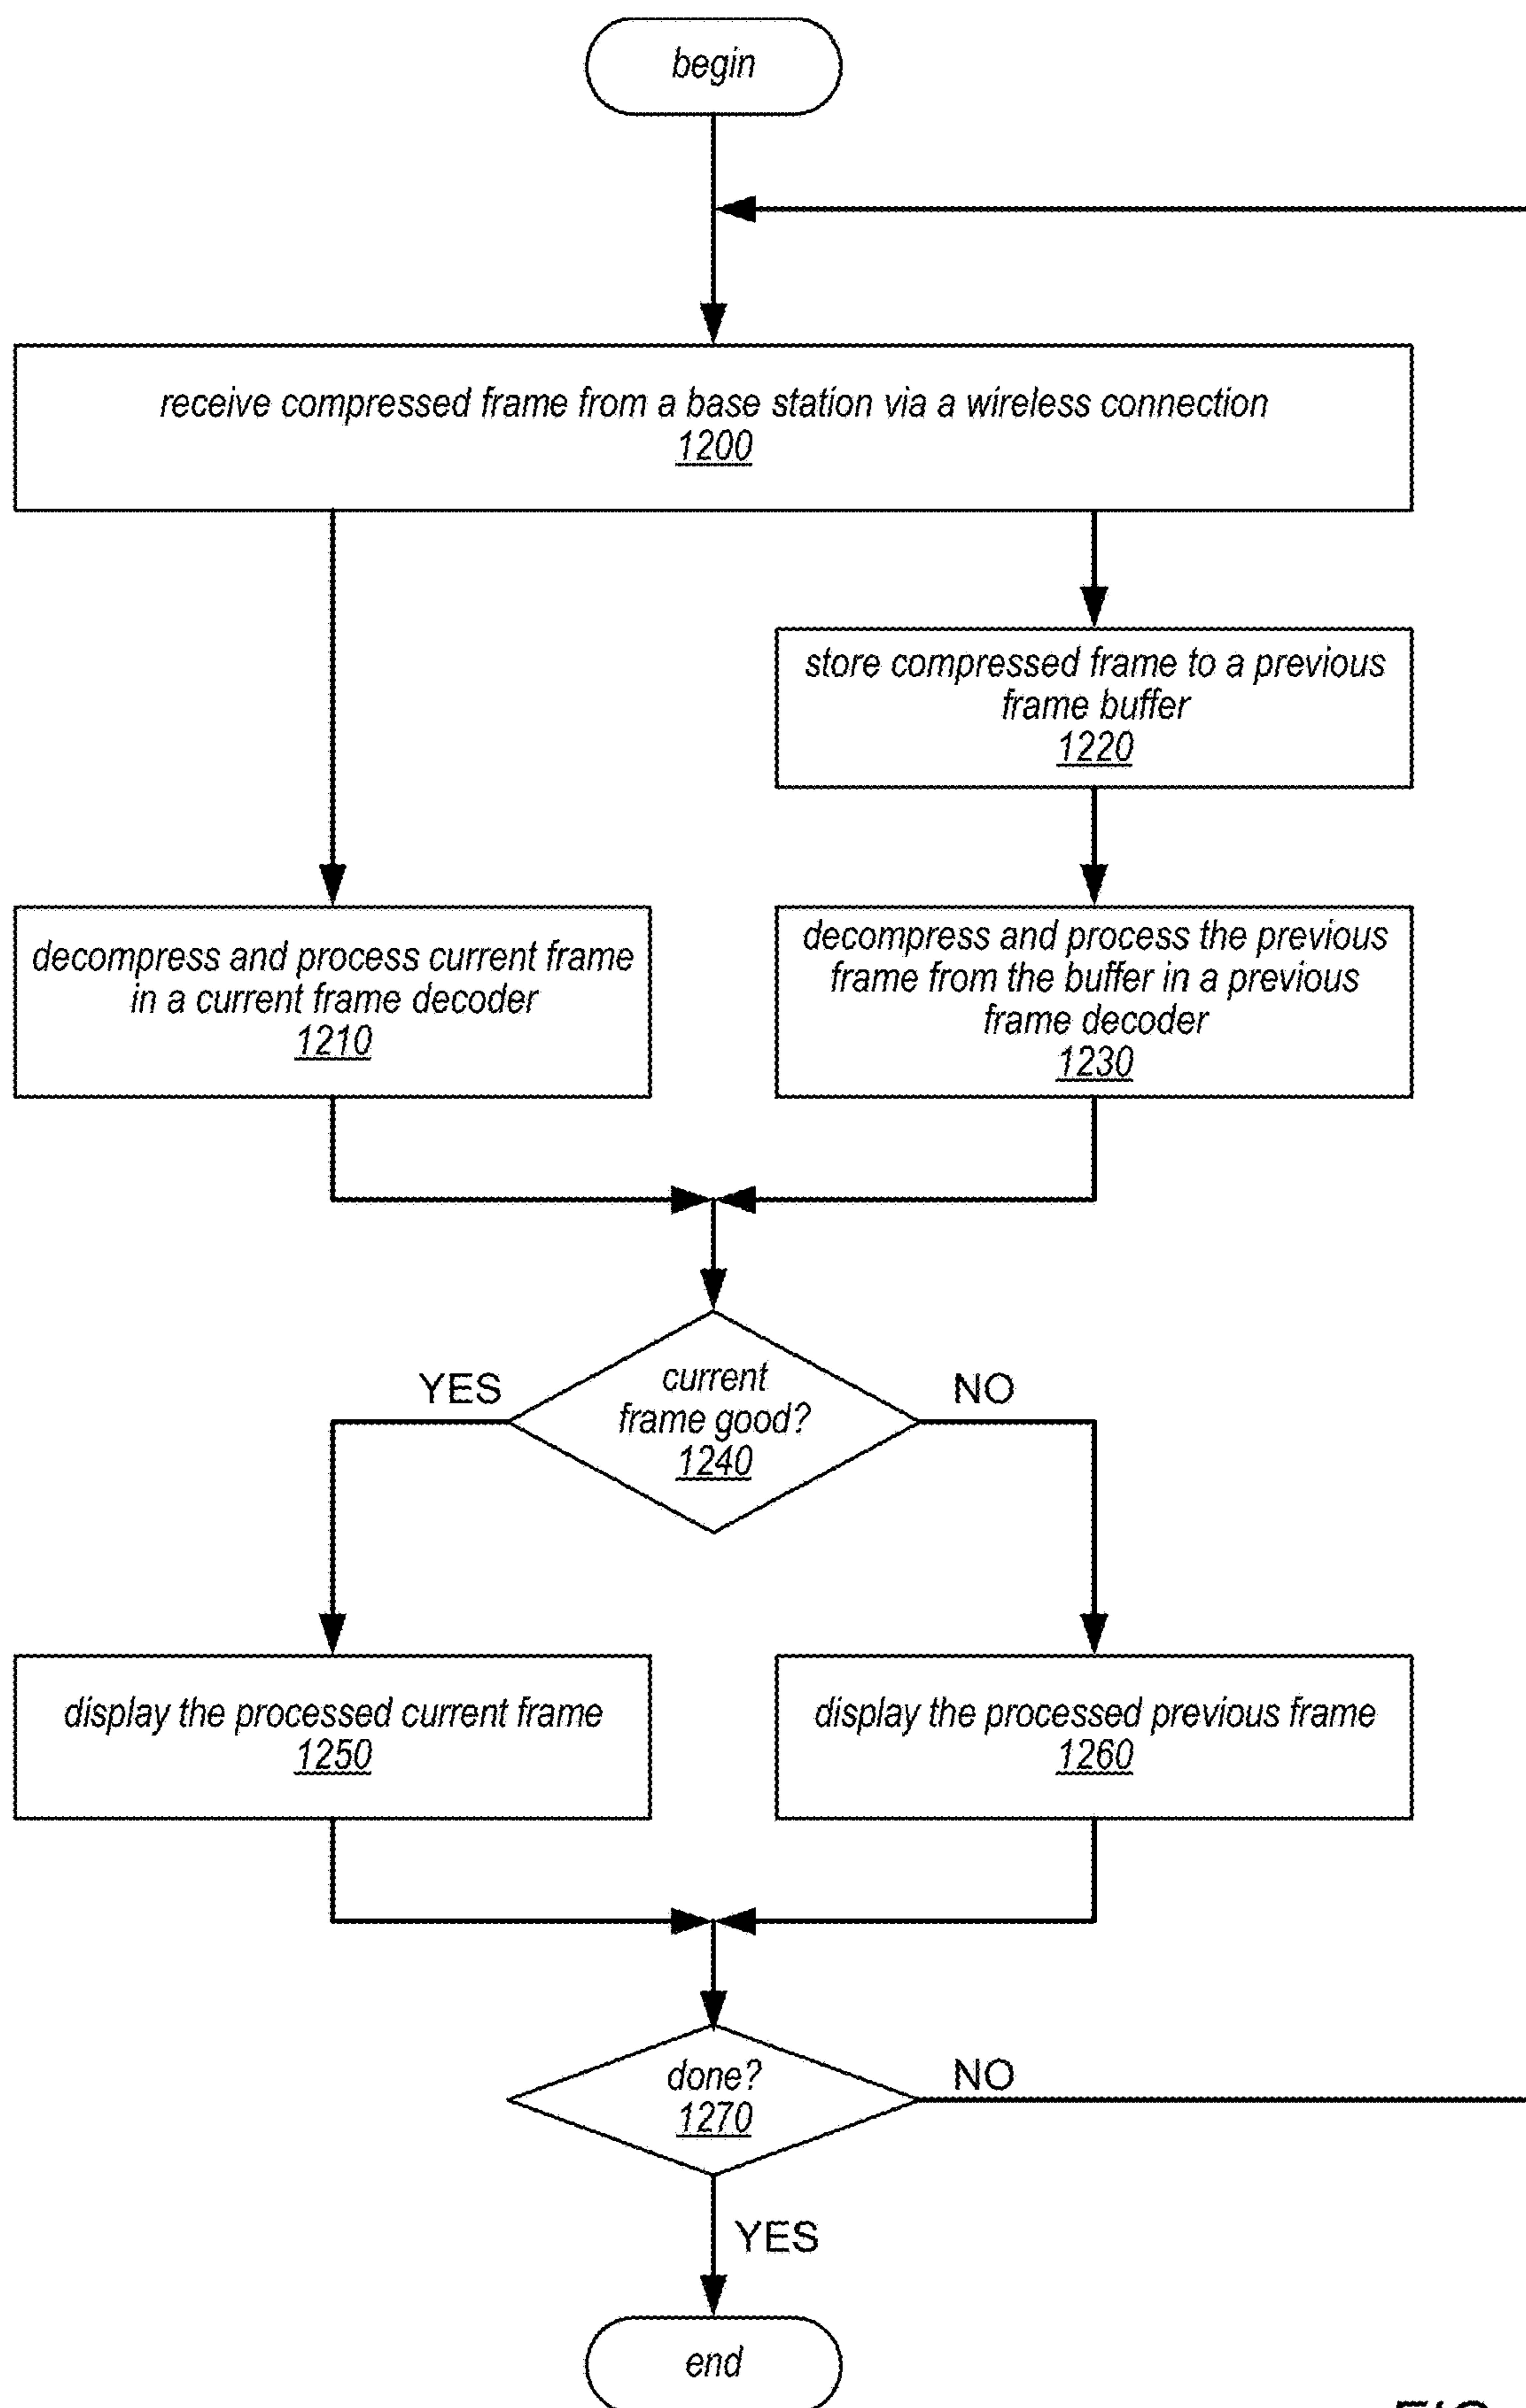 begin
receive compressed frame from a base station via a wireless connection
1200
store compressed frame to a previous
frame buffer
1220
decompress and process current frame
in a current frame decoder
1210
decompress and process the previous
frame from the buffer in a previous
frame decoder
1230
YES
current
frame good?
1240
NO
display the processed current frame
1250
display the processed previous frame
1260
done?
1270
NO
YES
end